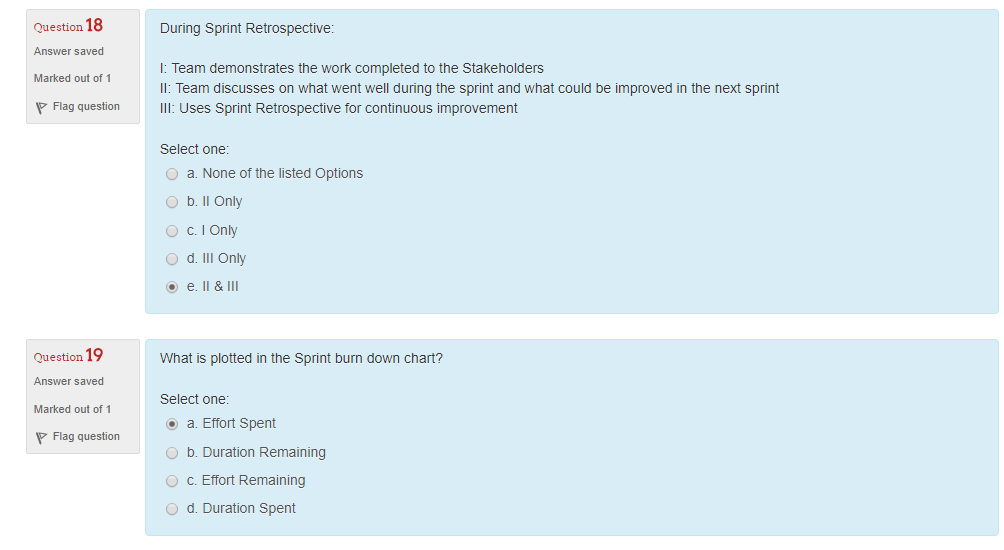 Question 18
Answer saved
Marked out of 1
Flag question
During Sprint Retrospective:
I: Team demonstrates the work completed to the Stakeholders
II: Team discusses on what went well during the sprint and what could be improved in the next sprint
III: Uses Sprint Retrospective for continuous improvement
Select one:
a. None of the listed Options
b. II Only
c. I Only
d. III Only
e. II & III
Question 19
Answer saved
Marked out of 1
Flag question
What is plotted in the Sprint burn down chart?
Select one:
a. Effort Spent
b. Duration Remaining
c. Effort Remaining
d. Duration Spent